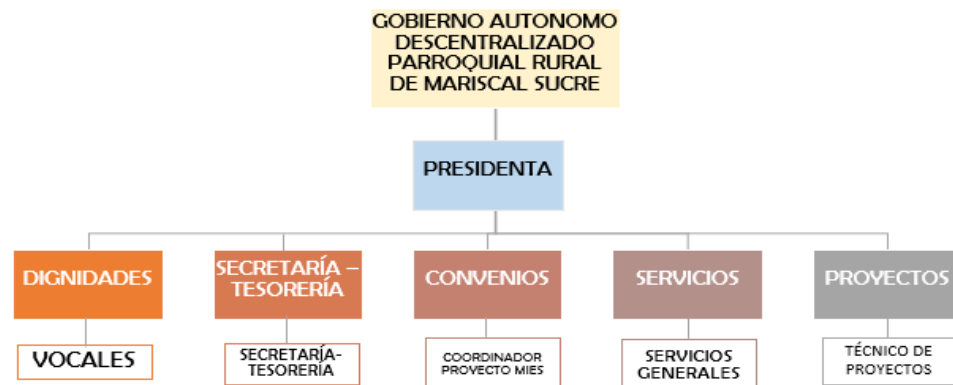 GOBIERNO AUTONOMO
DESCENTRALIZADO
PARROQUIAL RURAL
DE MARISCAL SUCRE
PRESIDENTA
DIGNIDADES
SECRETARÍA –
TESORERÍA
CONVENIOS
SERVICIOS
PROYECTOS
VOCALES
SECRETARÍA-
TESORERÍA
COORDINADOR
PROYECTO MIES
SERVICIOS
GENERALES
TÉCNICO DE
PROYECTOS